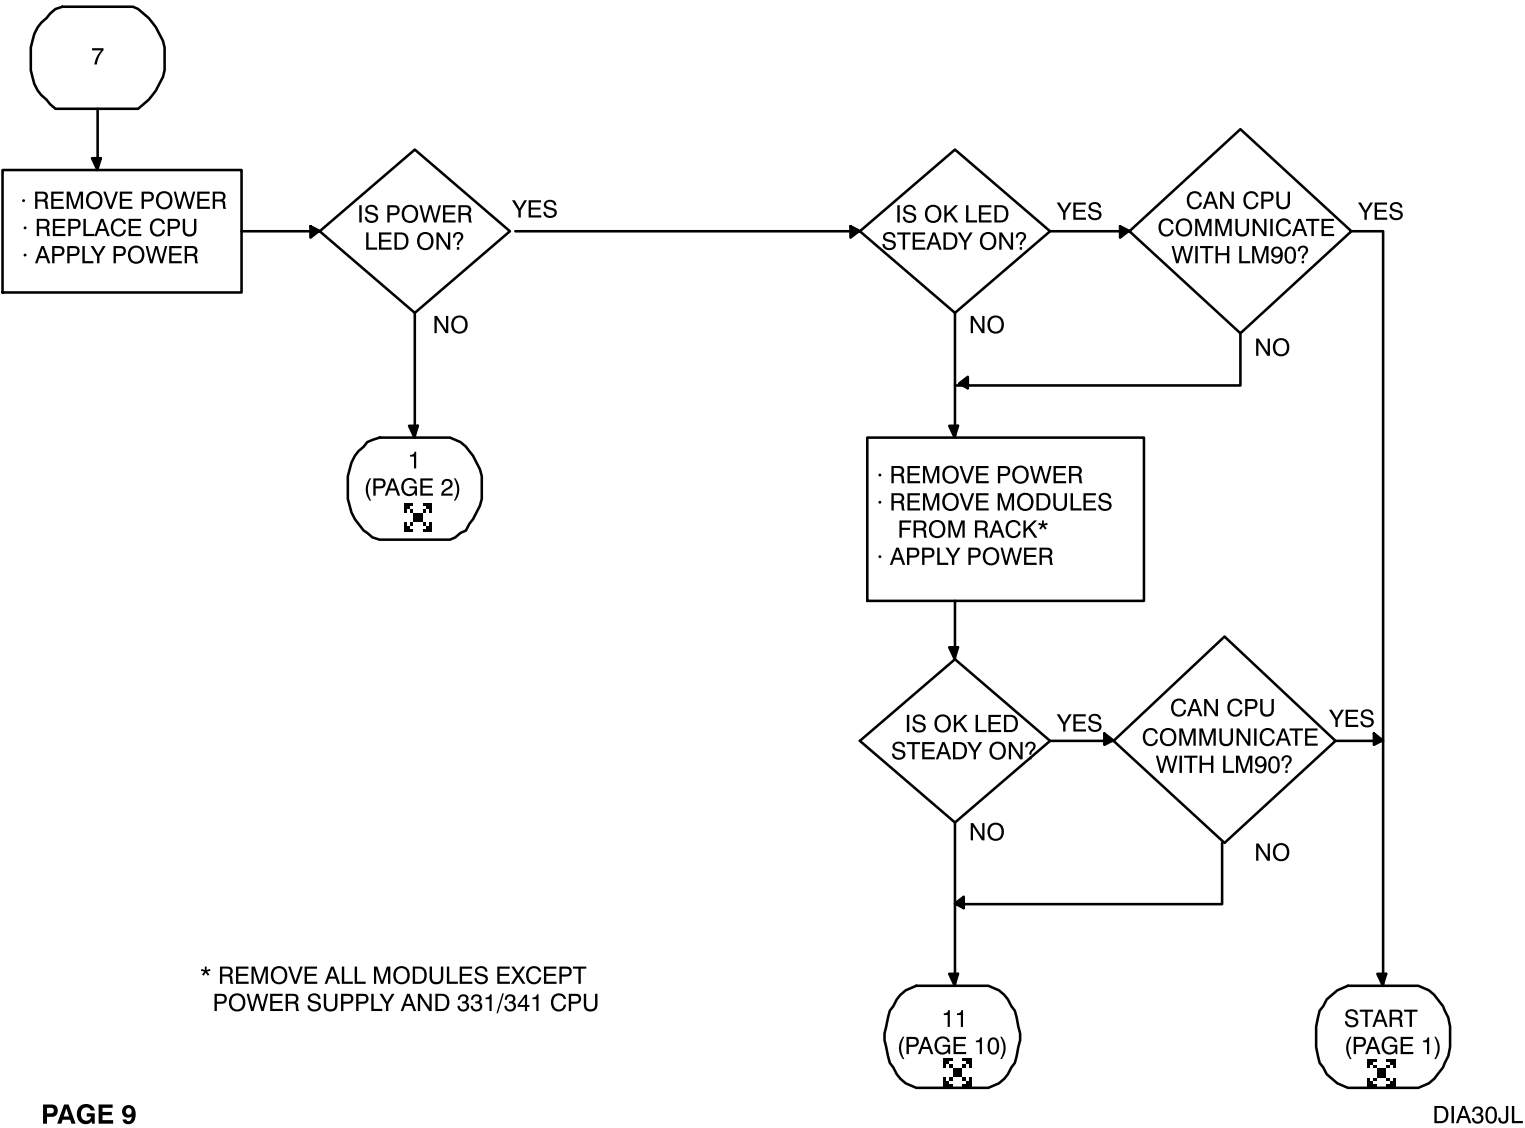 7
· REMOVE POWER
· REPLACE CPU
· APPLY POWER
IS POWER
LED ON?
YES
NO
1
(PAGE 2)
IS OK LED
STEADY ON?
YES
NO
CAN CPU
COMMUNICATE
WITH LM90?
YES
NO
· REMOVE POWER
· REMOVE MODULES
FROM RACK*
· APPLY POWER
IS OK LED
STEADY ON?
YES
NO
CAN CPU
COMMUNICATE
WITH LM90?
YES
NO
11
(PAGE 10)
START
(PAGE 1)
* REMOVE ALL MODULES EXCEPT
POWER SUPPLY AND 331/341 CPU
PAGE 9
DIA30JL